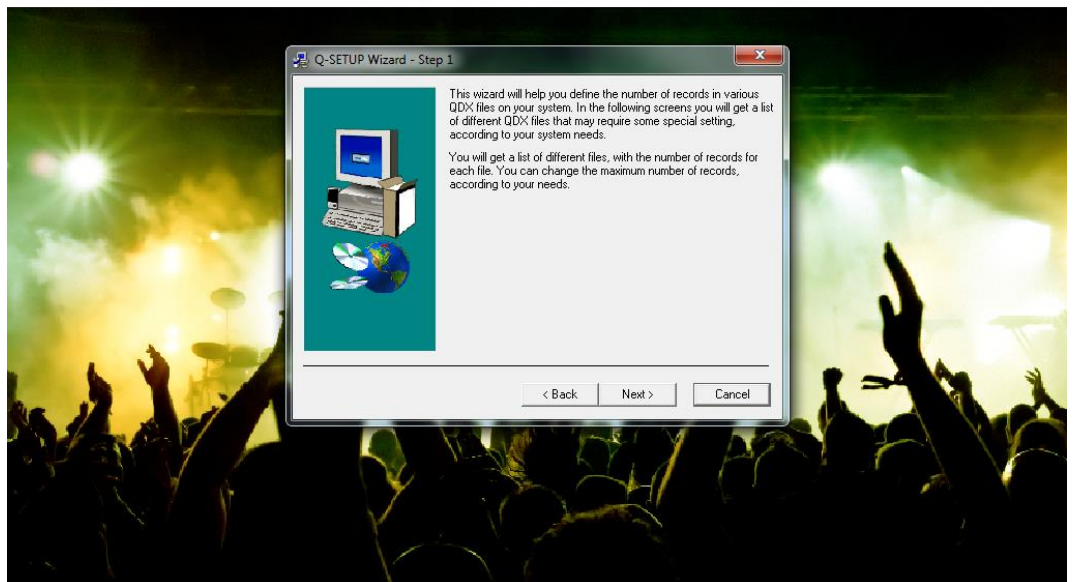 Q-SETUP Wizard - Step 1
This wizard will help you define the number of records in various
QDX files on your system. In the following screens you will get a list
of different QDX files that may require some special setting,
according to your system needs.
You will get a list of different files, with the number of records for
each file. You can change the maximum number of records,
according to your needs.
< Back
Next >
Cancel